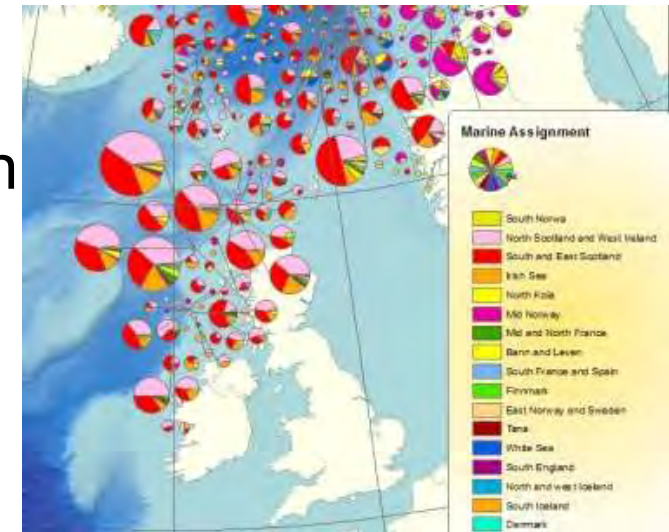 n
Marine Assignment
South Norwa
North Scotland and West Ireland
South and East Scotland
Irish Sea
North Kola
Mid Norway
Mid and North France
Bann and Leven
South France and Spain
Finnmark
East Norway and Sweden
Tana
White Sea
South England
North and west Iceland
South Iceland
Denmark